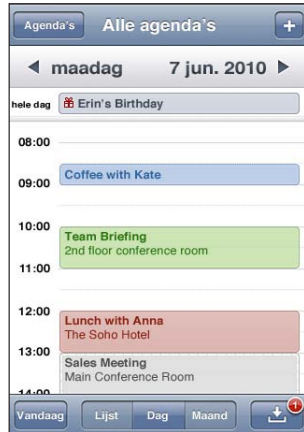 Agenda's
Alle agenda's
+
maadag 7 jun. 2010
hele dag Erin's Birthday
08:00
Coffee with Kate
09:00
10:00
Team Briefing
2nd floor conference room
11:00
12:00
Lunch with Anna
The Soho Hotel
13:00
Sales Meeting
Main Conference Room
14:00
Vandaag Lijst Dag Maand 1